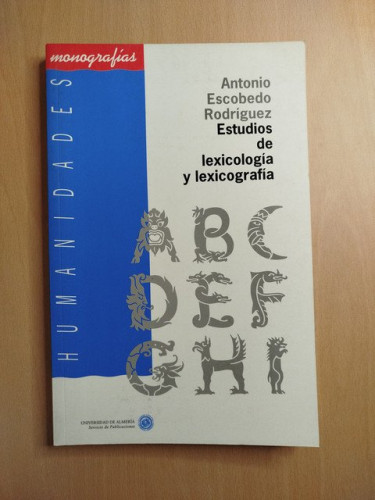 monografías
HUMANIDADES
Antonio
Escobedo
Rodríguez
Estudios
de
lexicología
y lexicografía
ABC
DEF
GHI
UNIVERSIDAD DE ALMERÍA
Servicio de Publicaciones